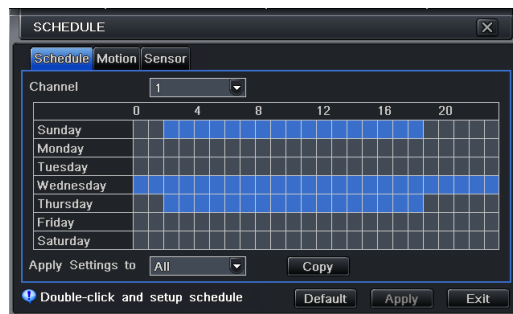 SCHEDULE
Schedule Motion Sensor
Channel 1
0 4 8 12 16 20
Sunday
Monday
Tuesday
Wednesday
Thursday
Friday
Saturday
Apply Settings to All Copy
Double-click and setup schedule Default Apply Exit